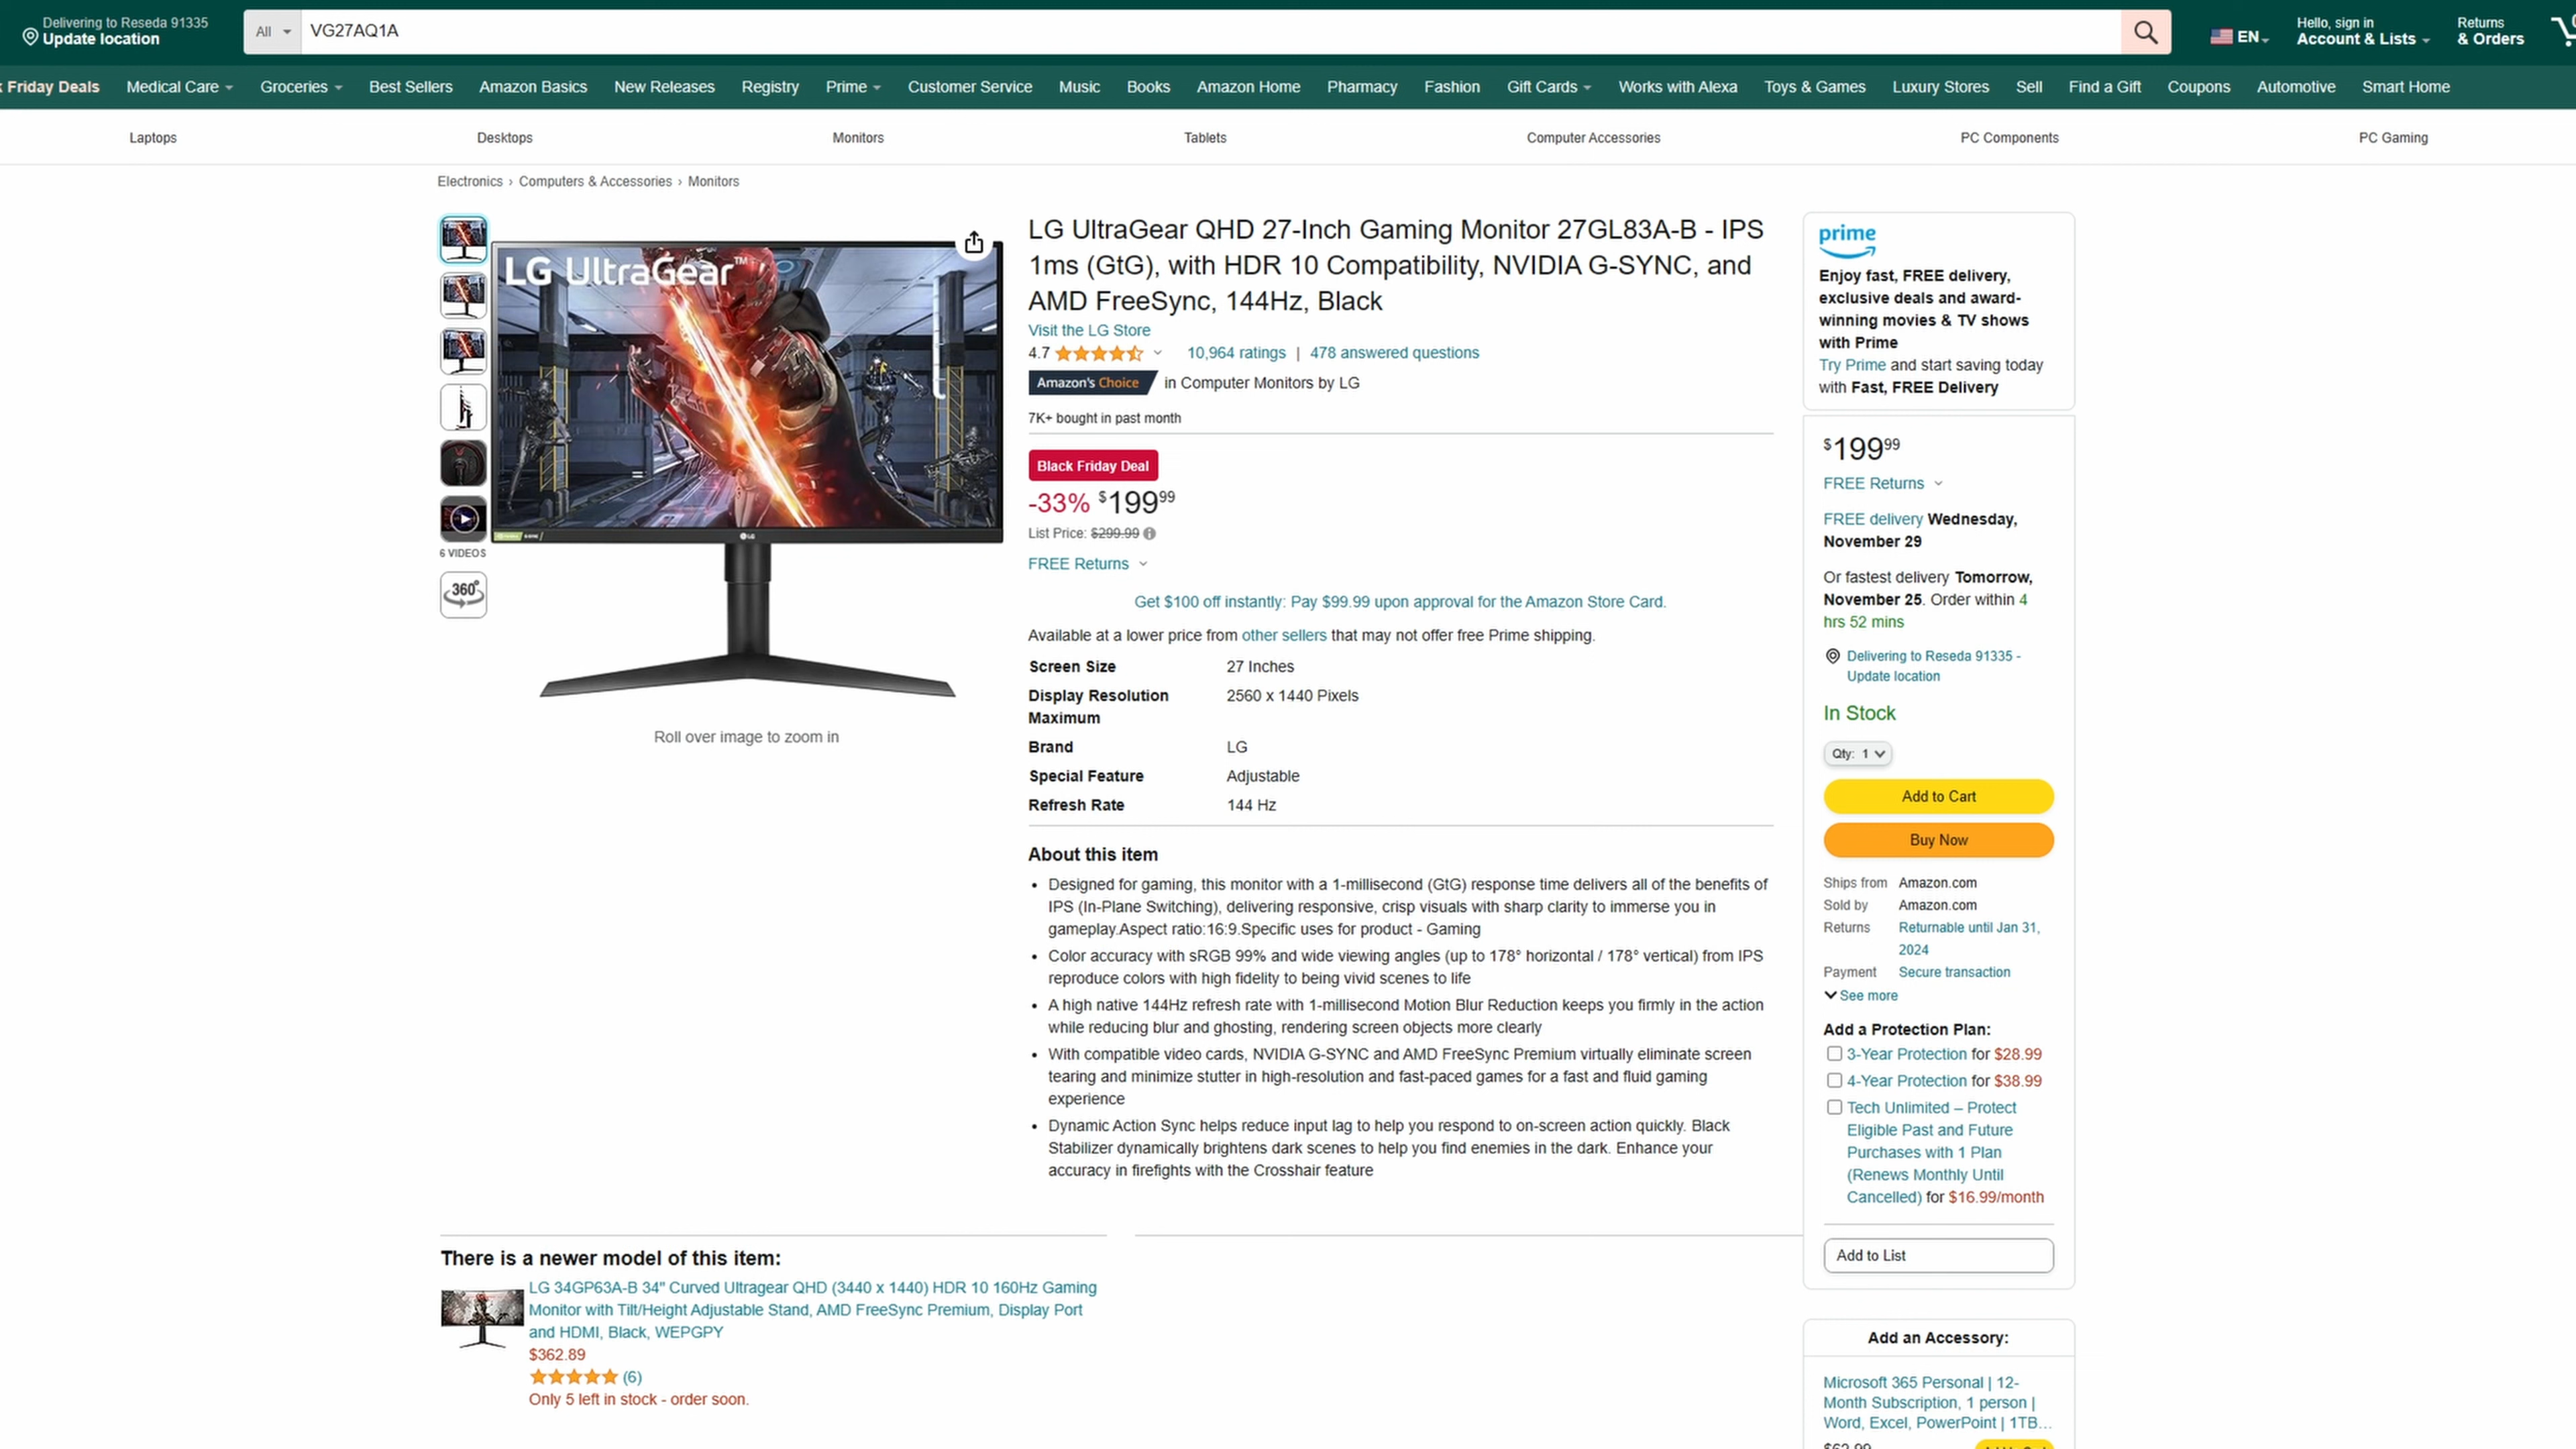 Delivering to Reseda 91335
Update location
All
VG27AQ1A
EN
Hello, sign in
Account & Lists
Returns
& Orders
Friday Deals
Medical Care
Groceries
Best Sellers
Amazon Basics
New Releases
Registry
Prime
Customer Service
Music
Books
Amazon Home
Pharmacy
Fashion
Gift Cards
Works with Alexa
Toys & Games
Luxury Stores
Sell
Find a Gift
Coupons
Automotive
Smart Home
Laptops
Desktops
Monitors
Tablets
Computer Accessories
PC Components
PC Gaming
Electronics › Computers & Accessories › Monitors
LG UltraGear™
LG
6 VIDEOS
360°
Roll over image to zoom in
LG UltraGear QHD 27-Inch Gaming Monitor 27GL83A-B - IPS
1ms (GtG), with HDR 10 Compatibility, NVIDIA G-SYNC, and
AMD FreeSync, 144Hz, Black
Visit the LG Store
4.7
10,964 ratings | 478 answered questions
Amazon's Choice in Computer Monitors by LG
7K+ bought in past month
Black Friday Deal
-33% $199 99
List Price: $299.99
FREE Returns
Get $100 off instantly: Pay $99.99 upon approval for the Amazon Store Card.
Available at a lower price from other sellers that may not offer free Prime shipping.
Screen Size 27 Inches
Display Resolution 2560 x 1440 Pixels
Maximum
Brand LG
Special Feature Adjustable
Refresh Rate 144 Hz
About this item
• Designed for gaming, this monitor with a 1-millisecond (GtG) response time delivers all of the benefits of
IPS (In-Plane Switching), delivering responsive, crisp visuals with sharp clarity to immerse you in
gameplay.Aspect ratio:16:9.Specific uses for product - Gaming
• Color accuracy with sRGB 99% and wide viewing angles (up to 178° horizontal / 178° vertical) from IPS
reproduce colors with high fidelity to being vivid scenes to life
• A high native 144Hz refresh rate with 1-millisecond Motion Blur Reduction keeps you firmly in the action
while reducing blur and ghosting, rendering screen objects more clearly
• With compatible video cards, NVIDIA G-SYNC and AMD FreeSync Premium virtually eliminate screen
tearing and minimize stutter in high-resolution and fast-paced games for a fast and fluid gaming
experience
• Dynamic Action Sync helps reduce input lag to help you respond to on-screen action quickly. Black
Stabilizer dynamically brightens dark scenes to help you find enemies in the dark. Enhance your
accuracy in firefights with the Crosshair feature
There is a newer model of this item:
LG 34GP63A-B 34" Curved Ultragear QHD (3440 x 1440) HDR 10 160Hz Gaming
Monitor with Tilt/Height Adjustable Stand, AMD FreeSync Premium, Display Port
and HDMI, Black, WEPGPY
$362.89
(6)
Only 5 left in stock - order soon.
prime
Enjoy fast, FREE delivery,
exclusive deals and award-
winning movies & TV shows
with Prime
Try Prime and start saving today
with Fast, FREE Delivery
$199 99
FREE Returns
FREE delivery Wednesday,
November 29
Or fastest delivery Tomorrow,
November 25. Order within 4
hrs 52 mins
Delivering to Reseda 91335 -
Update location
In Stock
Qty: 1
Add to Cart
Buy Now
Ships from Amazon.com
Sold by Amazon.com
Returns Returnable until Jan 31,
2024
Payment Secure transaction
See more
Add a Protection Plan:
3-Year Protection for $28.99
4-Year Protection for $38.99
Tech Unlimited – Protect
Eligible Past and Future
Purchases with 1 Plan
(Renews Monthly Until
Cancelled) for $16.99/month
Add to List
Add an Accessory:
Microsoft 365 Personal | 12-
Month Subscription, 1 person |
Word, Excel, PowerPoint | 1TB...